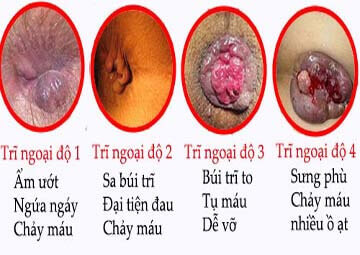 Trĩ ngoại độ 1
Ẩm ướt
Ngứa ngáy
Chảy máu
Trĩ ngoại độ 2
Sa búi trĩ
Đại tiện đau
Chảy máu
Trĩ ngoại độ 3
Búi trĩ to
Tụ máu
Dễ vỡ
Trĩ ngoại độ 4
Sưng phù
Chảy máu
nhiều ồ ạt